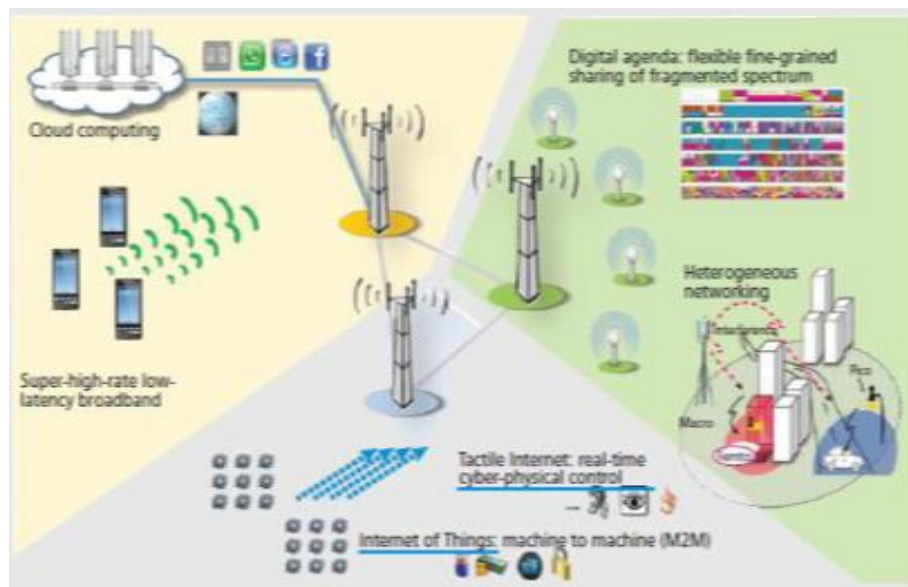 Cloud computing
Digital agenda: flexible fine-grained
sharing of fragmented spectrum
Super-high-rate low-
latency broadband
Heterogeneous
networking
Interference
Pico
Macro
Tactile Internet: real-time
cyber-physical control
Internet of Things: machine to machine (M2M)